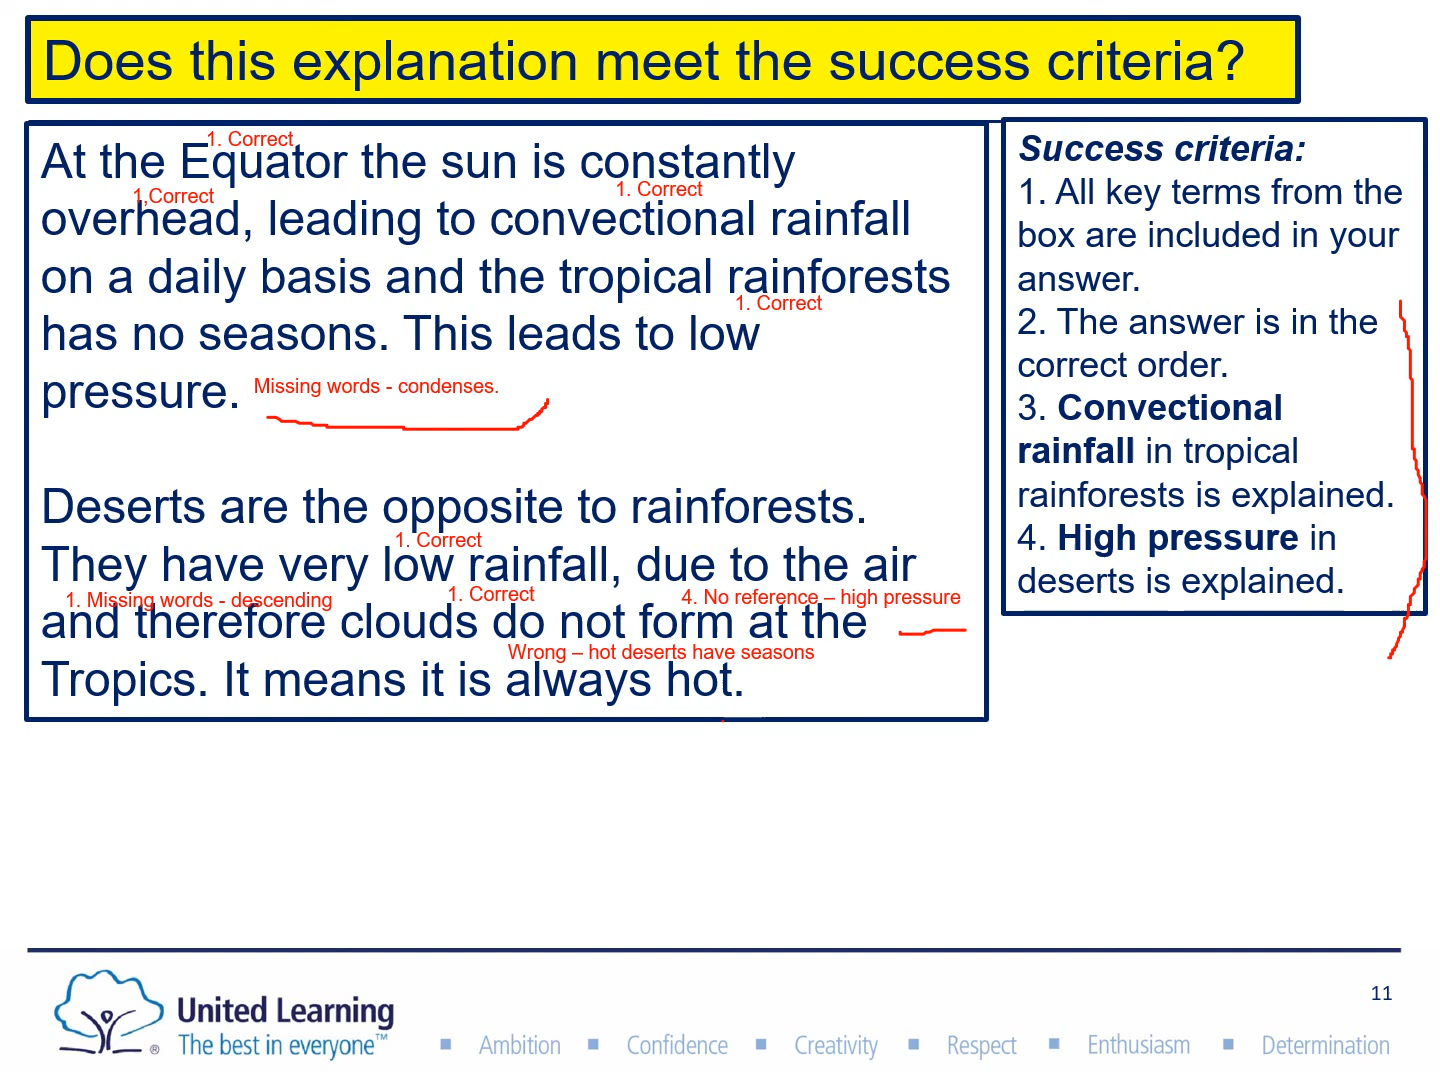 Does this explanation meet the success criteria?
1. Correct
At the Equator the sun is constantly
1,Correct
1. Correct
overhead, leading to convectional rainfall
on a daily basis and the tropical rainforests
1. Correct
has no seasons. This leads to low
pressure. Missing words - condenses.
Deserts are the opposite to rainforests.
1. Correct
They have very low rainfall, due to the air
1. Missing words - descending
1. Correct
4. No reference – high pressure
and therefore clouds do not form at the
Wrong – hot deserts have seasons
Tropics. It means it is always hot.
Success criteria:
1. All key terms from the
box are included in your
answer.
2. The answer is in the
correct order.
3. Convectional
rainfall in tropical
rainforests is explained.
4. High pressure in
deserts is explained.
11
United Learning
The best in everyone™
®
▪ Ambition ▪ Confidence ▪ Creativity ▪ Respect ▪ Enthusiasm ▪ Determination